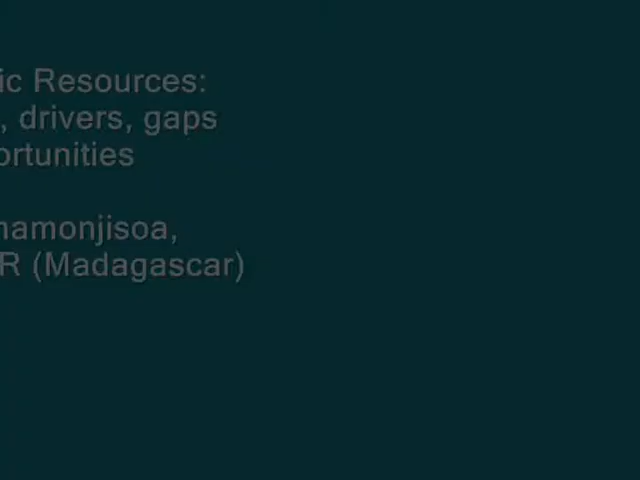 ic Resources:
, drivers, gaps
ortunities
namonjisoa,
R (Madagascar)